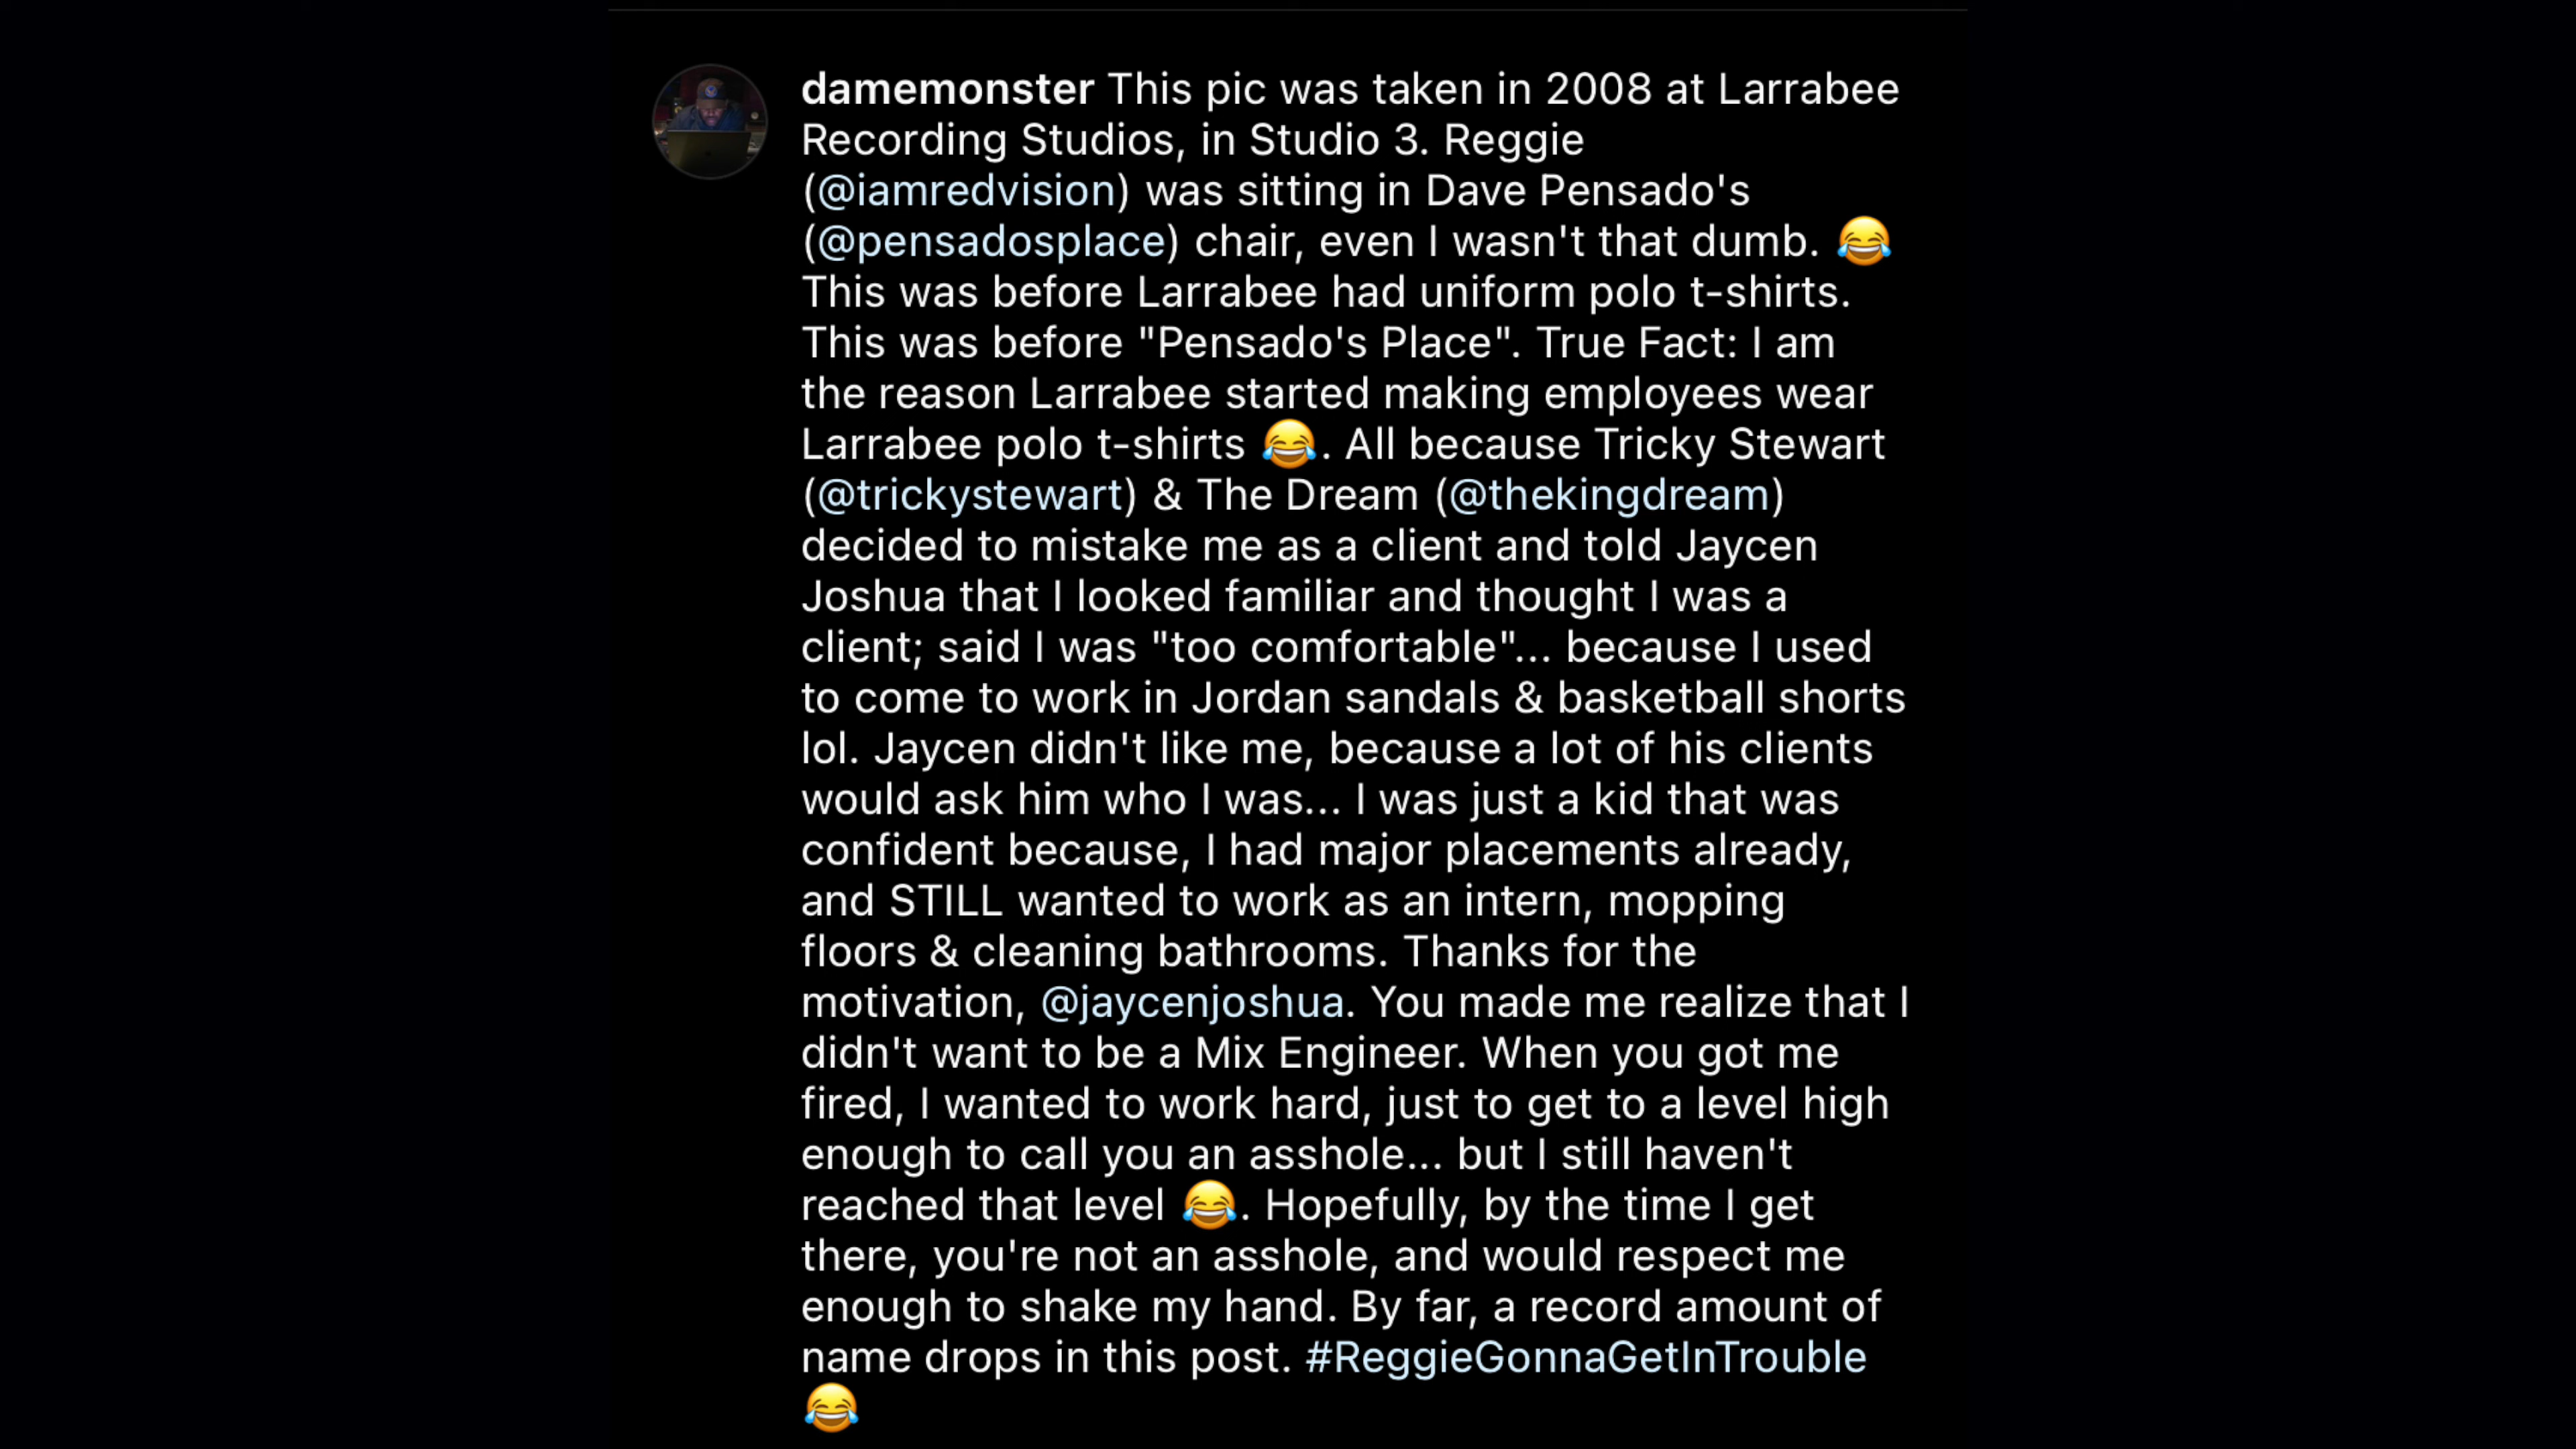 damemonster This pic was taken in 2008 at Larrabee
Recording Studios, in Studio 3. Reggie
(@iamredvision) was sitting in Dave Pensado's
(@pensadosplace) chair, even I wasn't that dumb. 😂
This was before Larrabee had uniform polo t-shirts.
This was before "Pensado's Place". True Fact: I am
the reason Larrabee started making employees wear
Larrabee polo t-shirts 😂. All because Tricky Stewart
(@trickystewart) & The Dream (@thekingdream)
decided to mistake me as a client and told Jaycen
Joshua that I looked familiar and thought I was a
client; said I was "too comfortable"... because I used
to come to work in Jordan sandals & basketball shorts
lol. Jaycen didn't like me, because a lot of his clients
would ask him who I was... I was just a kid that was
confident because, I had major placements already,
and STILL wanted to work as an intern, mopping
floors & cleaning bathrooms. Thanks for the
motivation, @jaycenjoshua. You made me realize that I
didn't want to be a Mix Engineer. When you got me
fired, I wanted to work hard, just to get to a level high
enough to call you an asshole... but I still haven't
reached that level 😂. Hopefully, by the time I get
there, you're not an asshole, and would respect me
enough to shake my hand. By far, a record amount of
name drops in this post. #ReggieGonnaGetInTrouble
😂